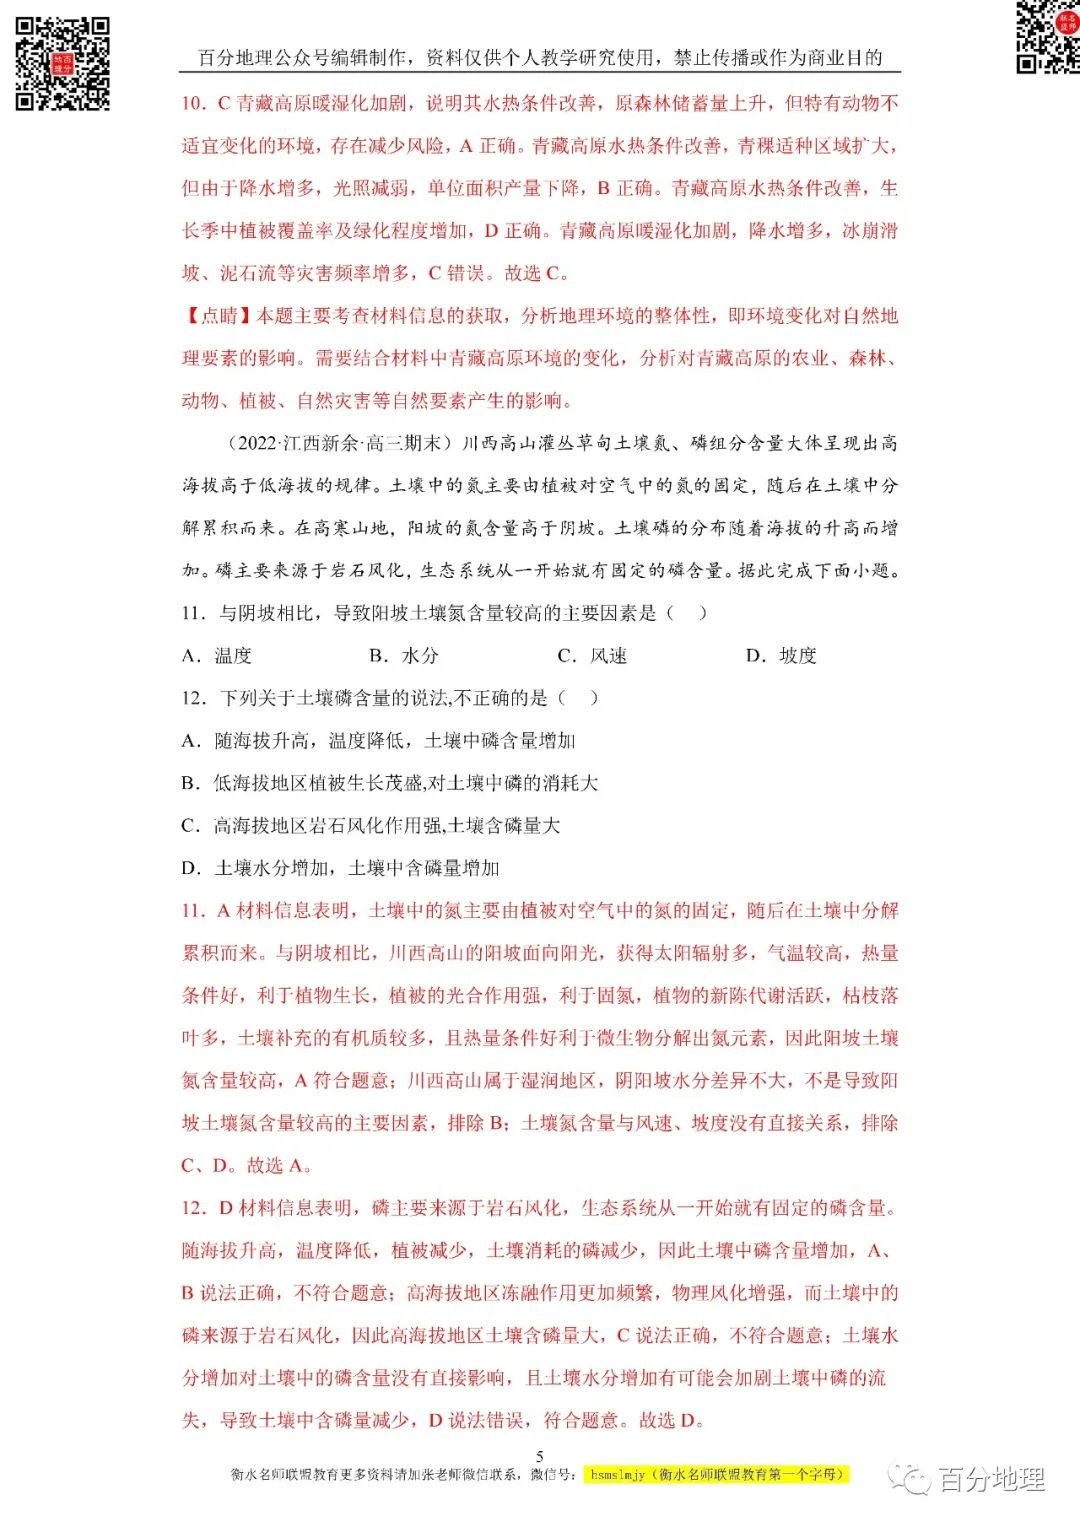 百分地理公众号编辑制作，资料仅供个人教学研究使用，禁止传播或作为商业目的
10．C 青藏高原暖湿化加剧，说明其水热条件改善，原森林储蓄量上升，但特有动物不
适宜变化的环境，存在减少风险，A 正确。青藏高原水热条件改善，青稞适种区域扩大，
但由于降水增多，光照减弱，单位面积产量下降，B 正确。青藏高原水热条件改善，生
长季中植被覆盖率及绿化程度增加，D 正确。青藏高原暖湿化加剧，降水增多，冰崩滑
坡、泥石流等灾害频率增多，C 错误。故选 C。
【点睛】本题主要考查材料信息的获取，分析地理环境的整体性，即环境变化对自然地
理要素的影响。需要结合材料中青藏高原环境的变化，分析对青藏高原的农业、森林、
动物、植被、自然灾害等自然要素产生的影响。
（2022·江西新余·高三期末）川西高山灌丛草甸土壤氮、磷组分含量大体呈现出高
海拔高于低海拔的规律。土壤中的氮主要由植被对空气中的氮的固定，随后在土壤中分
解累积而来。在高寒山地，阳坡的氮含量高于阴坡。土壤磷的分布随着海拔的升高而增
加。磷主要来源于岩石风化，生态系统从一开始就有固定的磷含量。据此完成下面小题。
11．与阴坡相比，导致阳坡土壤氮含量较高的主要因素是（ ）
A．温度 B．水分 C．风速 D．坡度
12．下列关于土壤磷含量的说法,不正确的是（ ）
A．随海拔升高，温度降低，土壤中磷含量增加
B．低海拔地区植被生长茂盛,对土壤中磷的消耗大
C．高海拔地区岩石风化作用强,土壤含磷量大
D．土壤水分增加，土壤中含磷量增加
11．A 材料信息表明，土壤中的氮主要由植被对空气中的氮的固定，随后在土壤中分解
累积而来。与阴坡相比，川西高山的阳坡面向阳光，获得太阳辐射多，气温较高，热量
条件好，利于植物生长，植被的光合作用强，利于固氮，植物的新陈代谢活跃，枯枝落
叶多，土壤补充的有机质较多，且热量条件好利于微生物分解出氮元素，因此阳坡土壤
氮含量较高，A 符合题意；川西高山属于湿润地区，阴阳坡水分差异不大，不是导致阳
坡土壤氮含量较高的主要因素，排除 B；土壤氮含量与风速、坡度没有直接关系，排除
C、D。故选 A。
12．D 材料信息表明，磷主要来源于岩石风化，生态系统从一开始就有固定的磷含量。
随海拔升高，温度降低，植被减少，土壤消耗的磷减少，因此土壤中磷含量增加，A、
B 说法正确，不符合题意；高海拔地区冻融作用更加频繁，物理风化增强，而土壤中的
磷来源于岩石风化，因此高海拔地区土壤含磷量大，C 说法正确，不符合题意；土壤水
分增加对土壤中的磷含量没有直接影响，且土壤水分增加有可能会加剧土壤中磷的流
失，导致土壤中含磷量减少，D 说法错误，符合题意。故选 D。
5
衡水名师联盟教育更多资料请加张老师微信联系，微信号： hsmslmjy（衡水名师联盟教育第一个字母）
百分地理